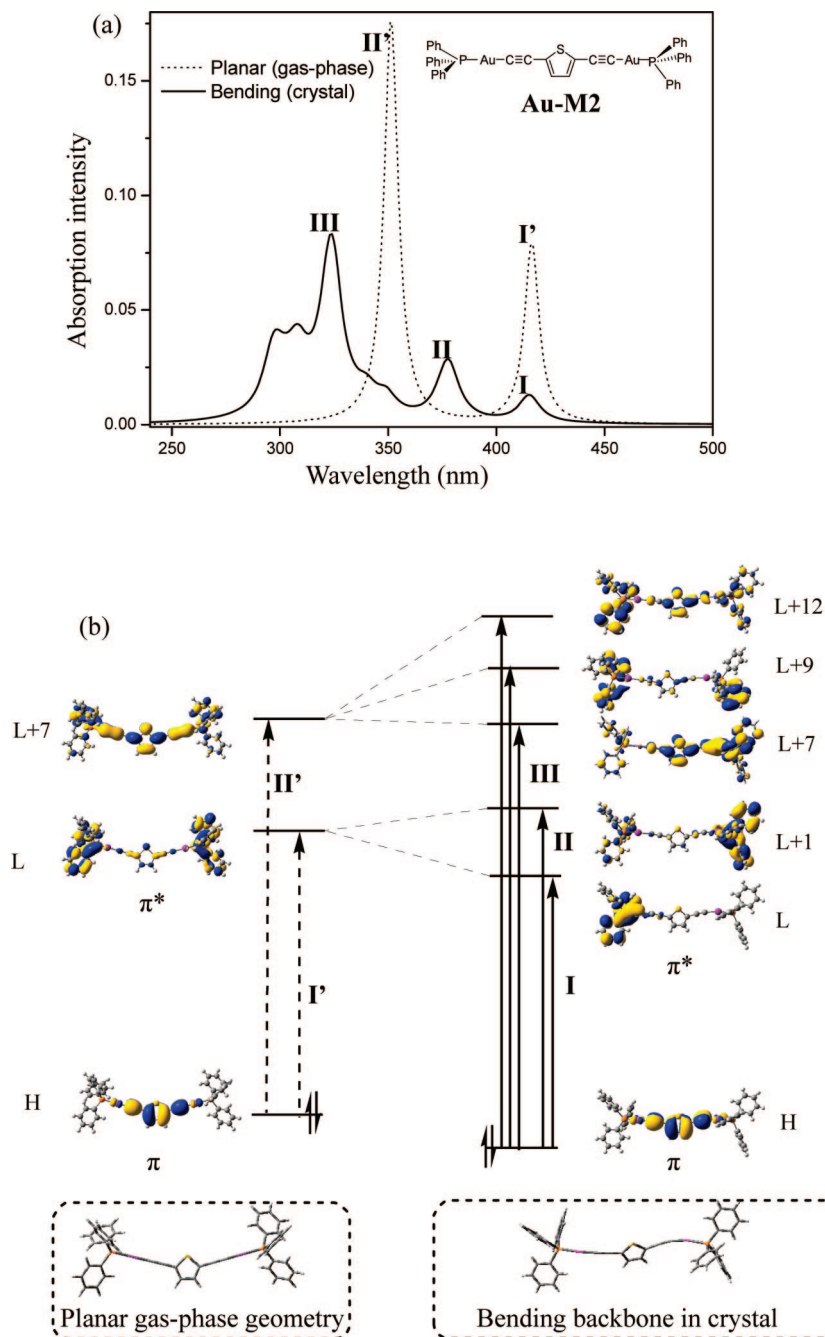 (a)
II'
Planar (gas-phase)
Bending (crystal)
Ph
Ph
Ph
P
Au
C≡C
S
C≡C
Au
P
Ph
Ph
Ph
Au-M2
III
I'
II
I
Absorption intensity
0.15
0.10
0.05
0.00
250 300 350 400 450 500
Wavelength (nm)
(b)
L+12
L+9
L+7
L+7
III
II'
II
L+1
L
π*
L
π*
I
I'
H
π
H
π
Planar gas-phase geometry
Bending backbone in crystal